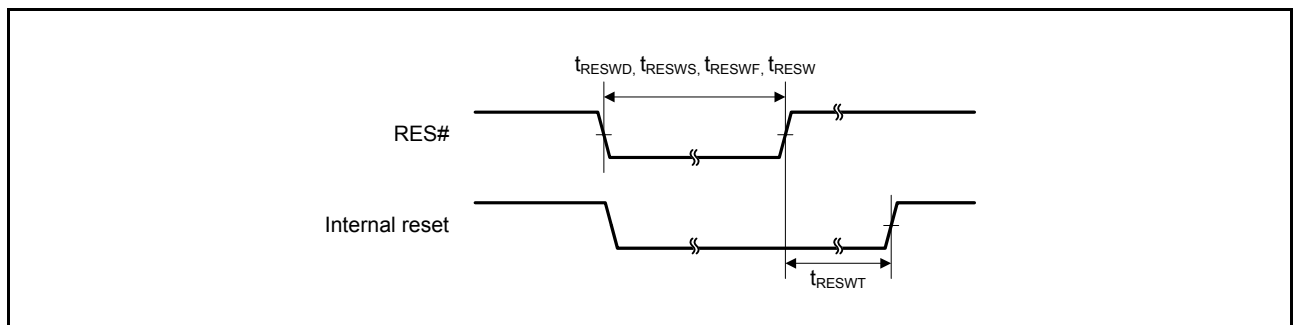 tRESWD, tRESWS, tRESWF, tRESW
RES#
Internal reset
tRESWT